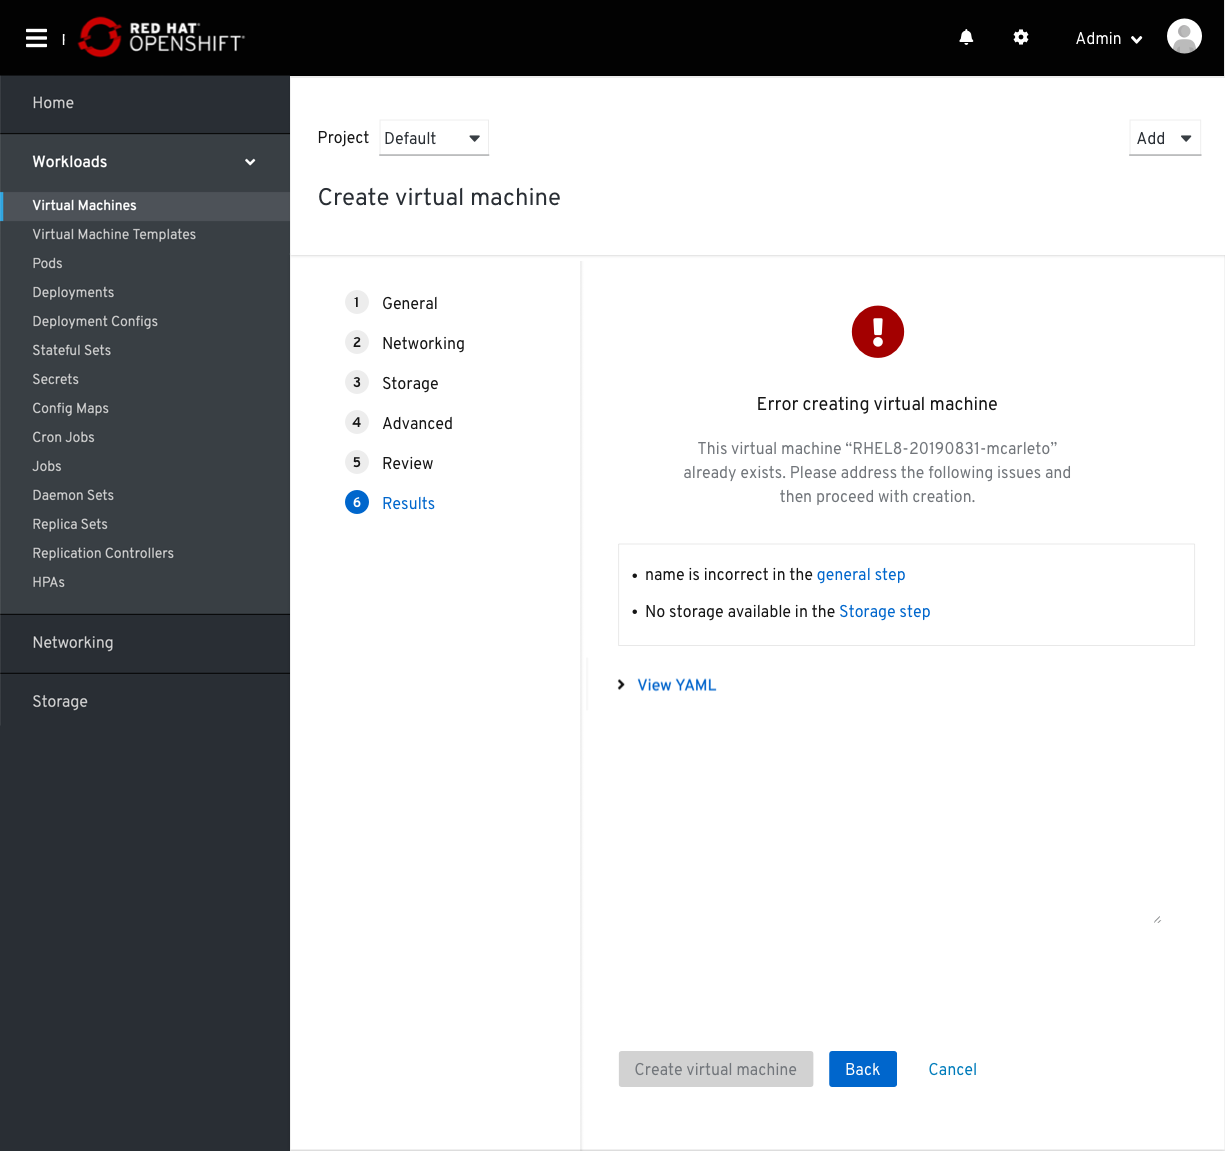 RED HAT
OPENSHIFT
Admin
Home
Workloads
Virtual Machines
Virtual Machine Templates
Pods
Deployments
Deployment Configs
Stateful Sets
Secrets
Config Maps
Cron Jobs
Jobs
Daemon Sets
Replica Sets
Replication Controllers
HPAs
Networking
Storage
Project Default
Add
Create virtual machine
1 General
2 Networking
3 Storage
4 Advanced
5 Review
6 Results
Error creating virtual machine
This virtual machine “RHEL8-20190831-mcarleto”
already exists. Please address the following issues and
then proceed with creation.
• name is incorrect in the general step
• No storage available in the Storage step
View YAML
Create virtual machine Back Cancel